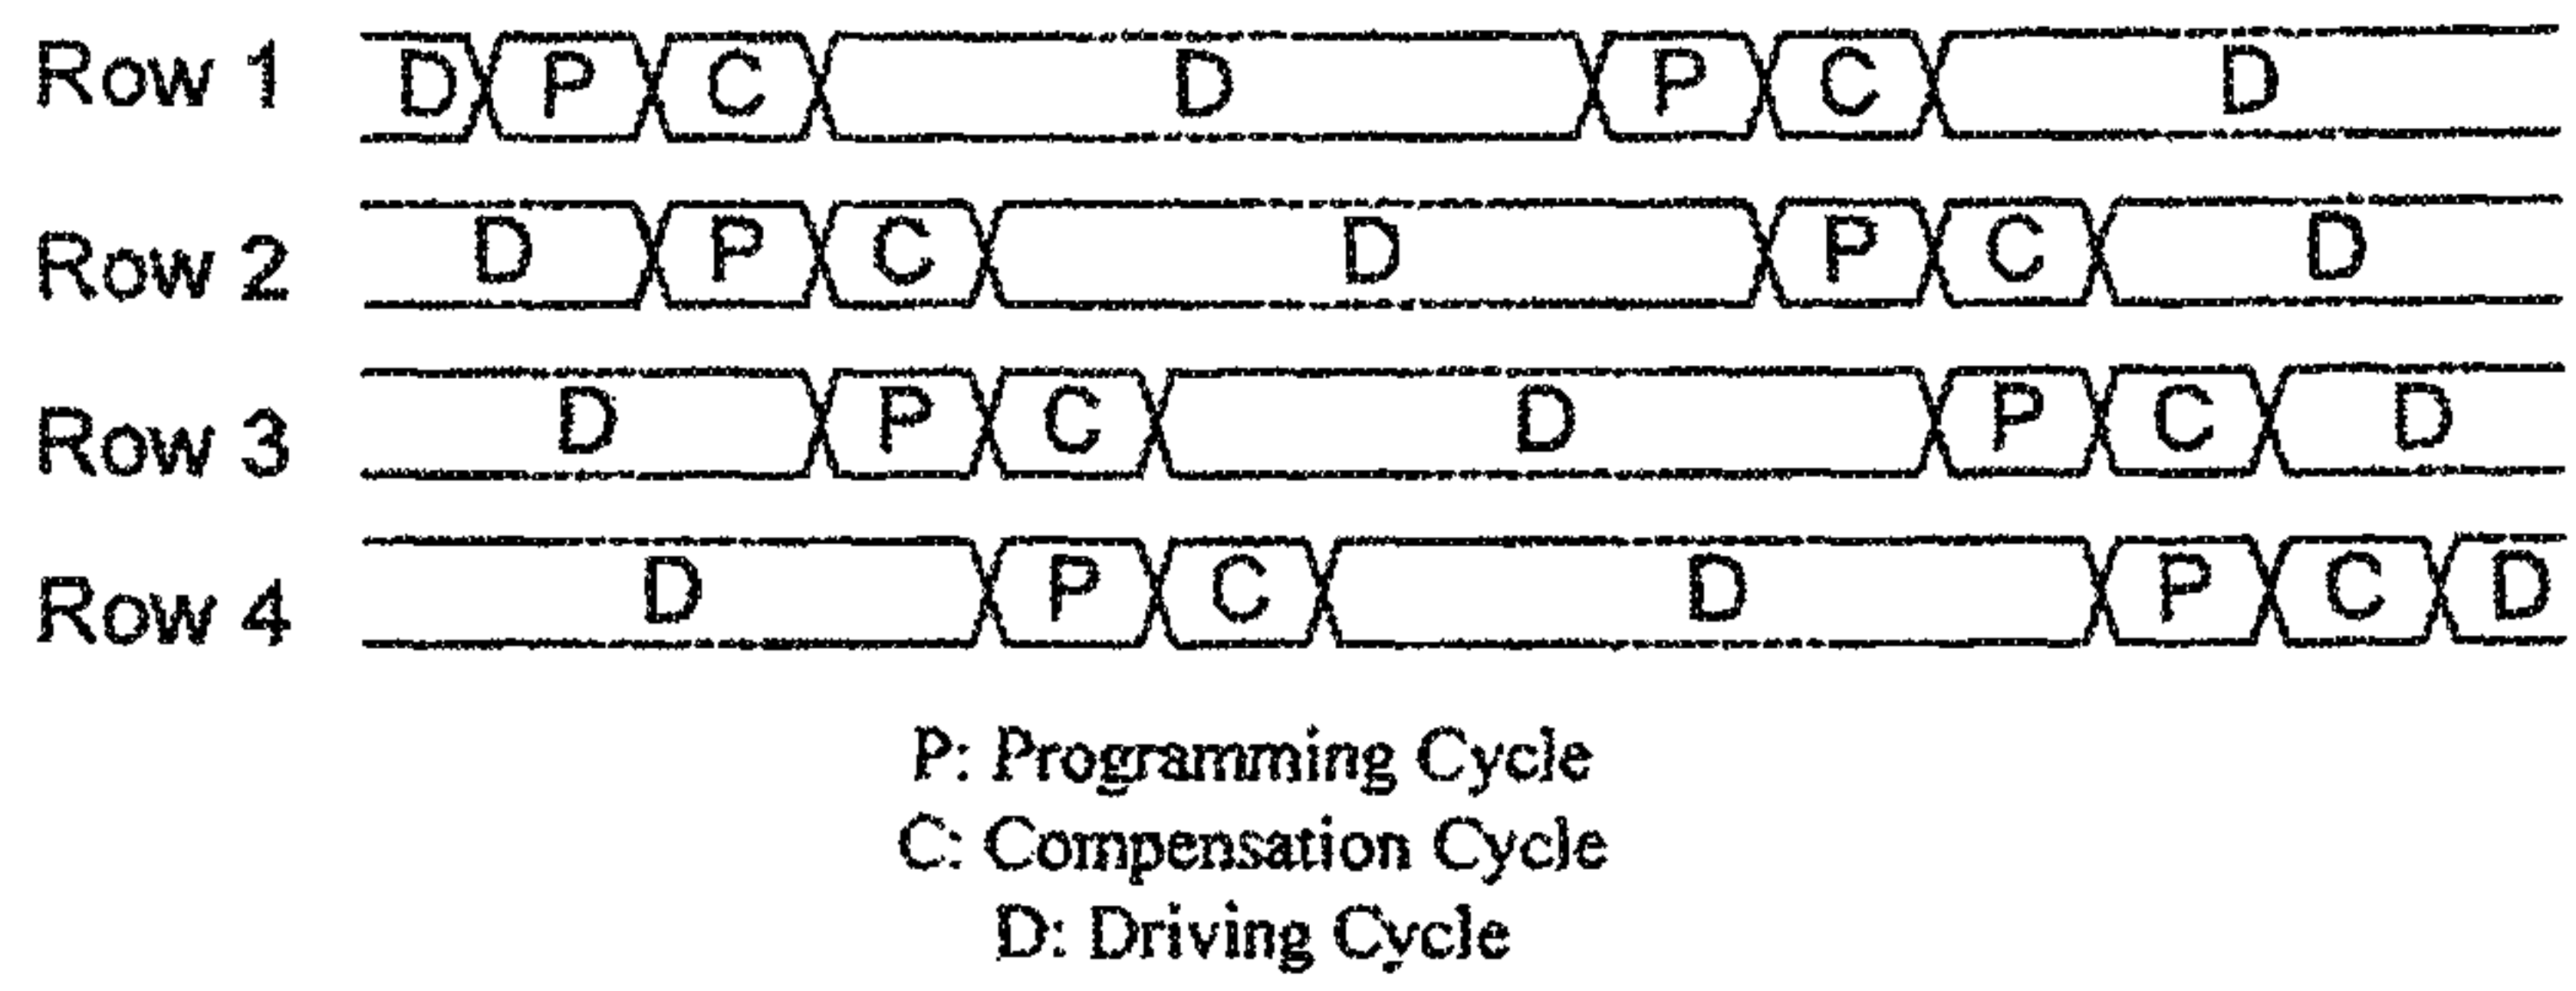 Row 1 D P C D P C D
Row 2 D P C D P C D
Row 3 D P C D P C D
Row 4 D P C D P C D
P: Programming Cycle
C: Compensation Cycle
D: Driving Cycle